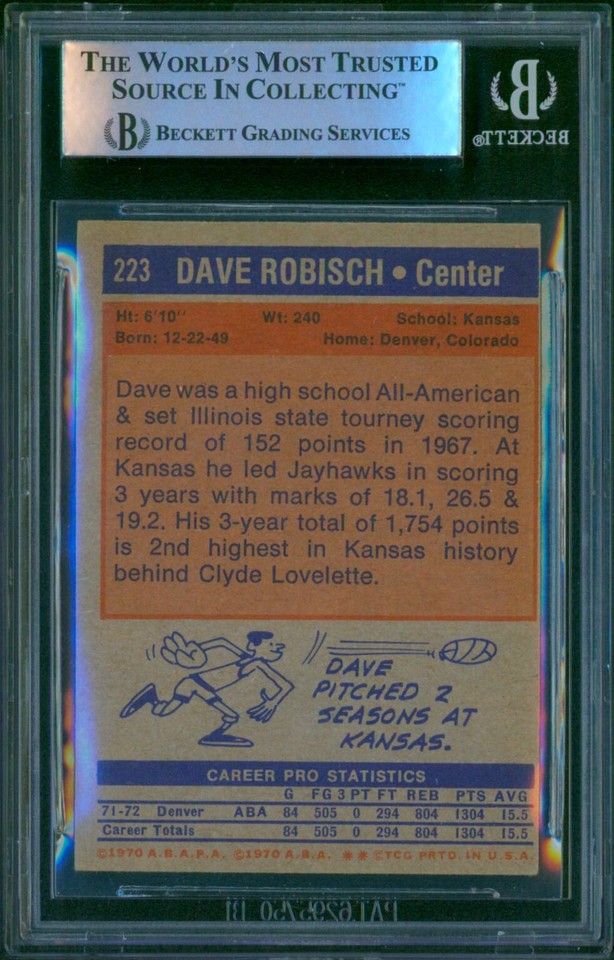 THE WORLD'S MOST TRUSTED
SOURCE IN COLLECTING™
B BECKETT GRADING SERVICES
B
BECKETT®
223 DAVE ROBISCH • Center
Ht: 6'10" Wt: 240 School: Kansas
Born: 12-22-49 Home: Denver, Colorado
Dave was a high school All-American
& set Illinois state tourney scoring
record of 152 points in 1967. At
Kansas he led Jayhawks in scoring
3 years with marks of 18.1, 26.5 &
19.2. His 3-year total of 1,754 points
is 2nd highest in Kansas history
behind Clyde Lovelette.
DAVE
PITCHED 2
SEASONS AT
KANSAS.
CAREER PRO STATISTICS
G FG 3PT FT REB PTS AVG
71-72 Denver ABA 84 505 0 294 804 1304 15.5
Career Totals 84 505 0 294 804 1304 15.5
©1970 A.B.A.P.A. ©1970 A.B.A. ** ©TCG PRTD. IN U.S.A.